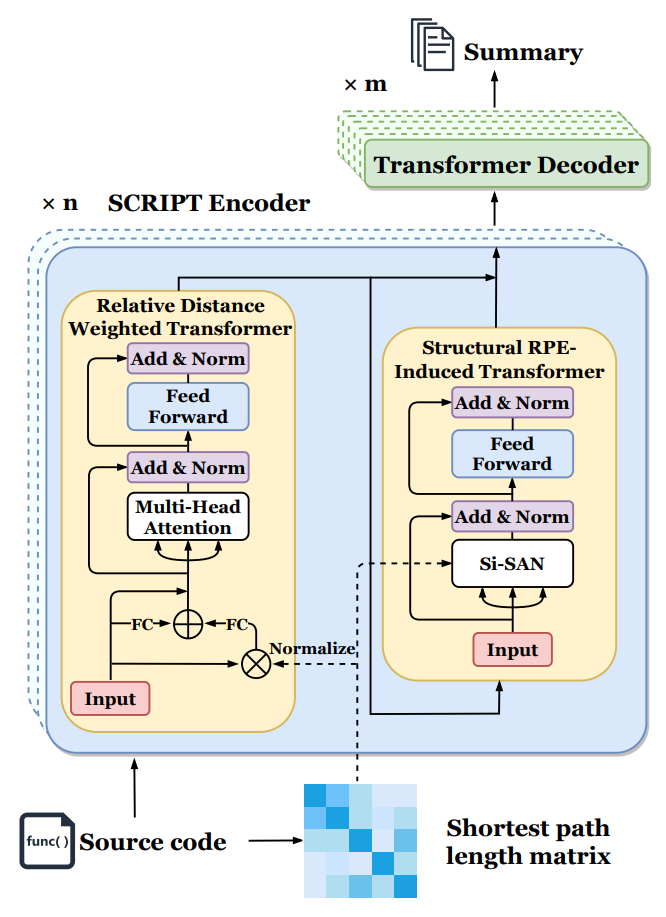 Summary
× m
Transformer Decoder
× n
SCRIPT Encoder
Relative Distance
Weighted Transformer
Add & Norm
Feed
Forward
Add & Norm
Multi-Head
Attention
FC
FC
Normalize
Input
Structural RPE-
Induced Transformer
Add & Norm
Feed
Forward
Add & Norm
Si-SAN
Input
func( )
Source code
Shortest path
length matrix